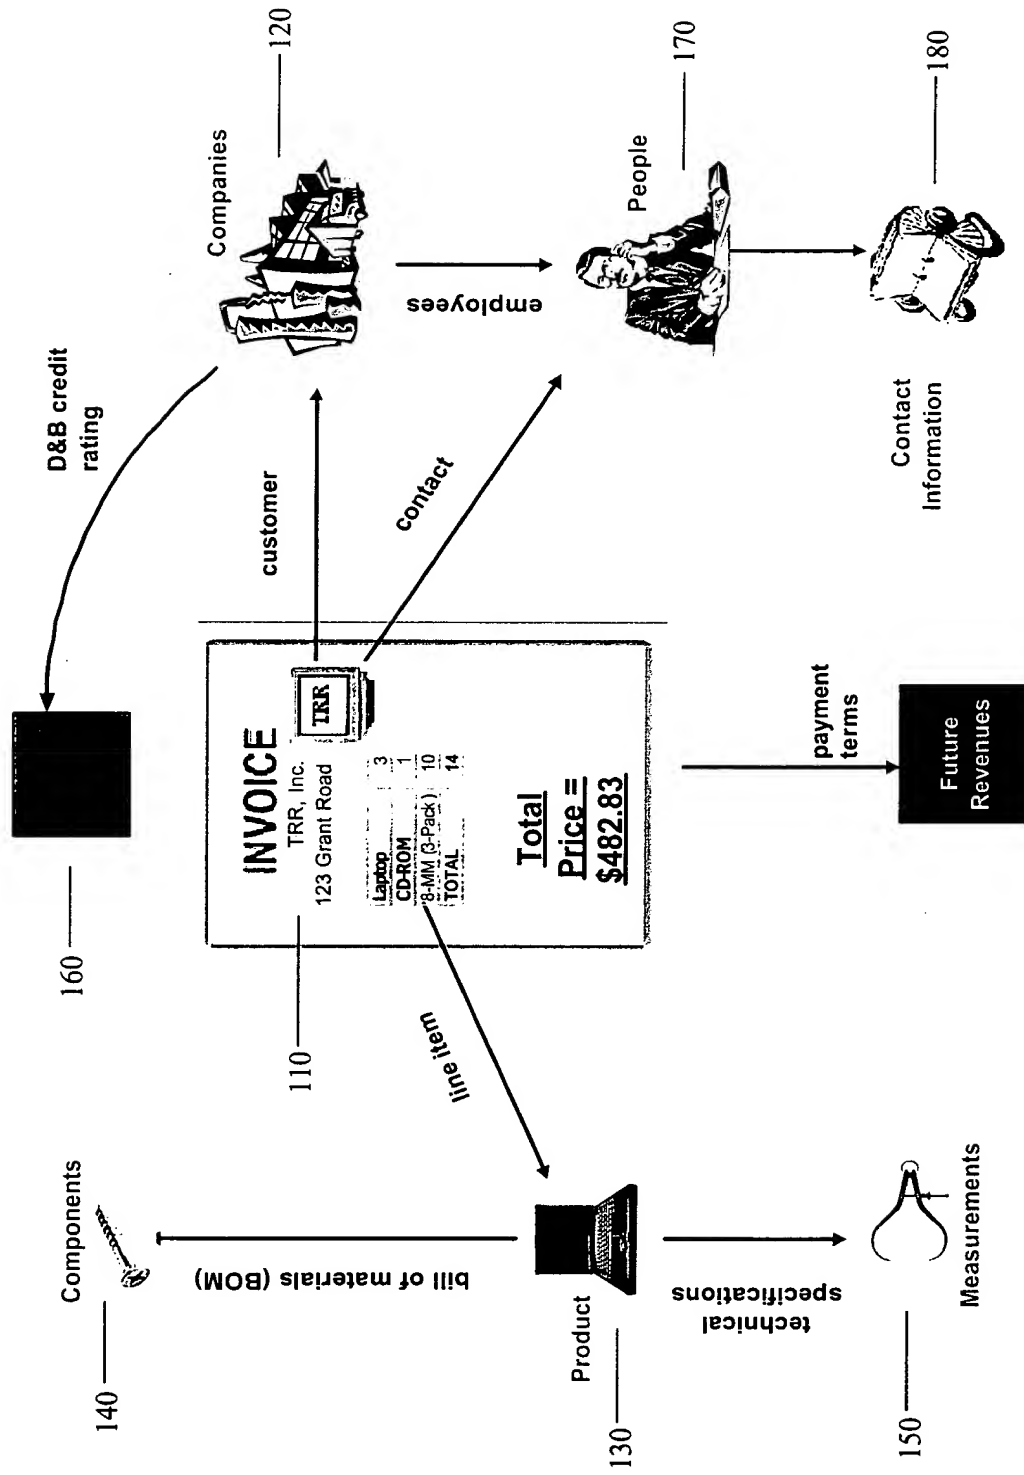 140
Components
bill of materials (BOM)
130
Product
technical
specifications
150
Measurements
line item
160
D&B credit
rating
110
INVOICE
TRR, Inc.
123 Grant Road
TRR
Laptop 3
CD-ROM 1
8-MM (3-Pack) 10
TOTAL 14
Total
Price =
$482.83
payment
terms
Future
Revenues
customer
contact
Companies
120
employees
People
170
Contact
Information
180